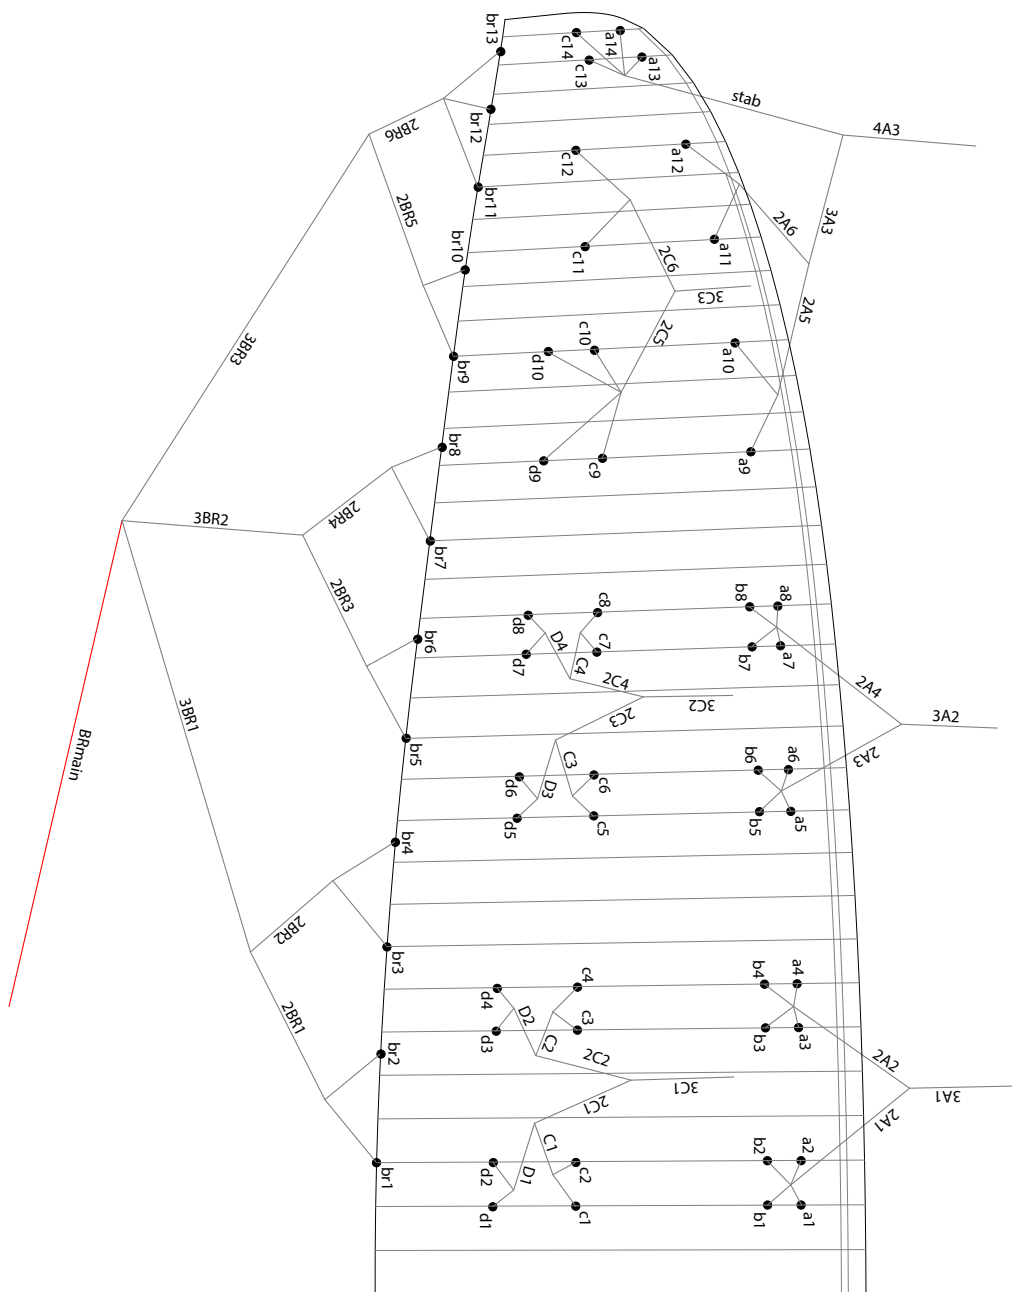 br13
c14
a14
c13
a13
stab
4A3
2BR6
br12
c12
a12
2BR5
3A3
2A6
br10
br11
c11
a11
2C6
3C3
2A5
3BR3
2C5
c10
d10
a10
br9
br8
d9
c9
a9
3BR2
2BR4
br7
2BR3
b8
a8
c8
d8
D4
c7
d7
C4
b7
a7
br6
2C4
2A4
3C2
3A2
2C3
3BR1
BRmain
br5
C3
D3
d6
c6
b6
a6
2A3
d5
c5
b5
a5
br4
2BR2
br3
d4
c4
b4
a4
D2
c3
d3
C2
b3
a3
2BR1
br2
2C2
2A2
3C1
3A1
2C1
2A1
C1
d2
c2
D1
b2
a2
br1
d1
c1
b1
a1